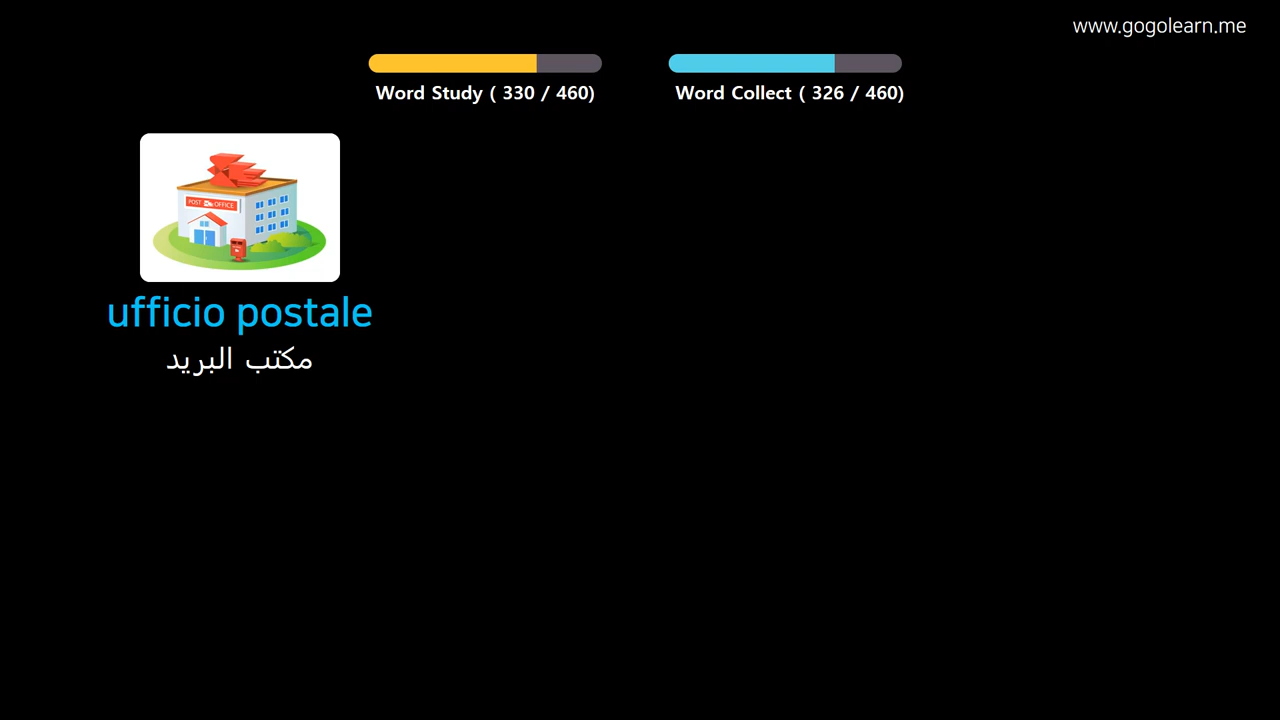 www.gogolearn.me
Word Study ( 330 / 460)
Word Collect ( 326 / 460)
POST OFFICE
ufficio postale
مكتب البريد